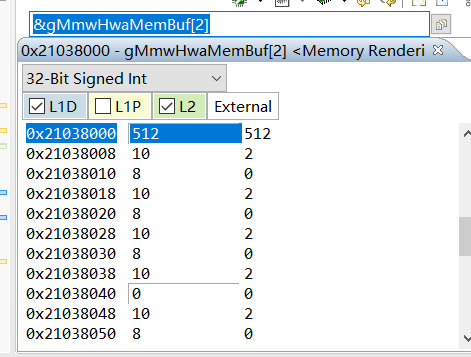 &gMmwHwaMemBuf[2]
0x21038000 - gMmwHwaMemBuf[2] <Memory Renderi
32-Bit Signed Int
L1D L1P L2 External
0x21038000 512 512
0x21038008 10 2
0x21038010 8 0
0x21038018 10 2
0x21038020 8 0
0x21038028 10 2
0x21038030 8 0
0x21038038 10 2
0x21038040 0 0
0x21038048 10 2
0x21038050 8 0